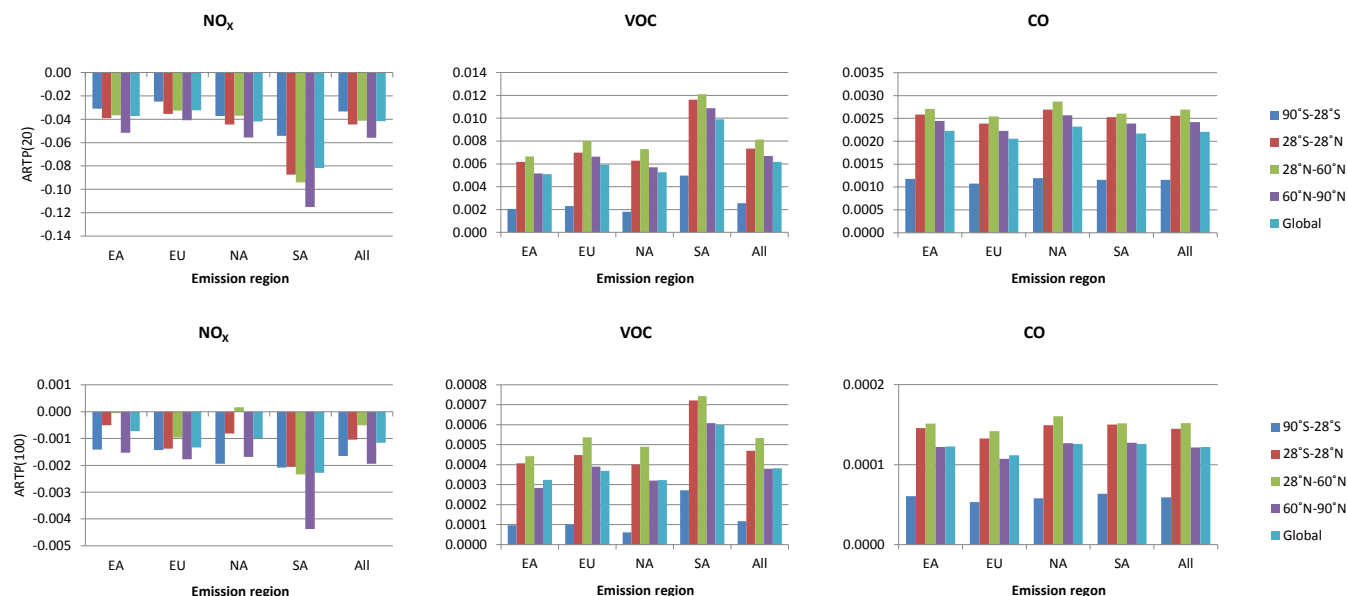 NOX VOC CO
ARTP(20)
0.00
-0.02
-0.04
-0.06
-0.08
-0.10
-0.12
-0.14
EA EU NA SA All
Emission region
0.014
0.012
0.010
0.008
0.006
0.004
0.002
0.000
EA EU NA SA All
Emission region
0.0035
0.0030
0.0025
0.0020
0.0015
0.0010
0.0005
0.0000
EA EU NA SA All
Emission regon
90˚S-28˚S
28˚S-28˚N
28˚N-60˚N
60˚N-90˚N
Global
NOX VOC CO
ARTP(100)
0.001
0.000
-0.001
-0.002
-0.003
-0.004
-0.005
EA EU NA SA All
Emission region
0.0008
0.0007
0.0006
0.0005
0.0004
0.0003
0.0002
0.0001
0.0000
EA EU NA SA All
Emission region
0.0002
0.0001
0.0000
EA EU NA SA All
Emission region
90˚S-28˚S
28˚S-28˚N
28˚N-60˚N
60˚N-90˚N
Global